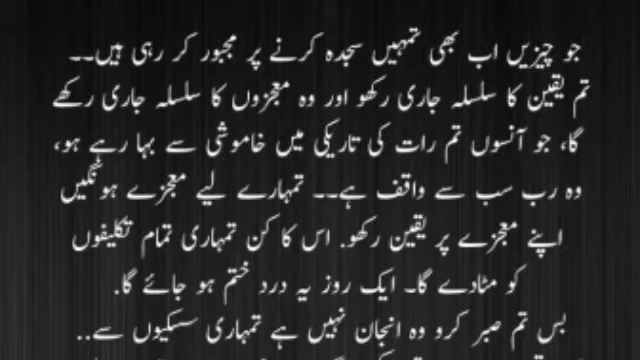 جو چیزیں اب بھی تمہیں سجدہ کرنے پر مجبور کر رہی ہیں--
تم یقین کا سلسلہ جاری رکھو اور وہ معجزوں کا سلسلہ جاری رکھے
گا، جو آنسوں تم رات کی تاریکی میں خاموشی سے بہا رہے ہو،
وہ رب سب سے واقف ہے-- تمہارے لیے معجزے ہونگیں
اپنے معجزے پر یقین رکھو. اس کا کن تمہاری تمام تکلیفوں
کو مٹادے گا- ایک روز یہ درد ختم ہو جائے گا.
بس تم صبر کرو وہ انجان نہیں ہے تمہاری سسکیوں سے..